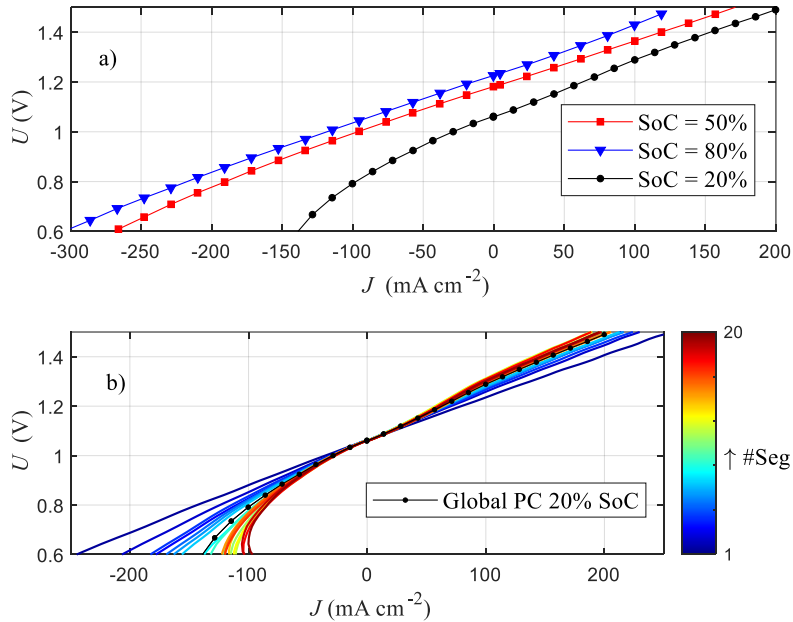 1.4
1.2
1
0.8
0.6
U (V)
a)
SoC = 50%
SoC = 80%
SoC = 20%
-300 -250 -200 -150 -100 -50 0 50 100 150 200
J (mA cm⁻²)
1.4
1.2
1
0.8
0.6
U (V)
b)
Global PC 20% SoC
-200 -100 0 100 200
J (mA cm⁻²)
20
↑ #Seg
1